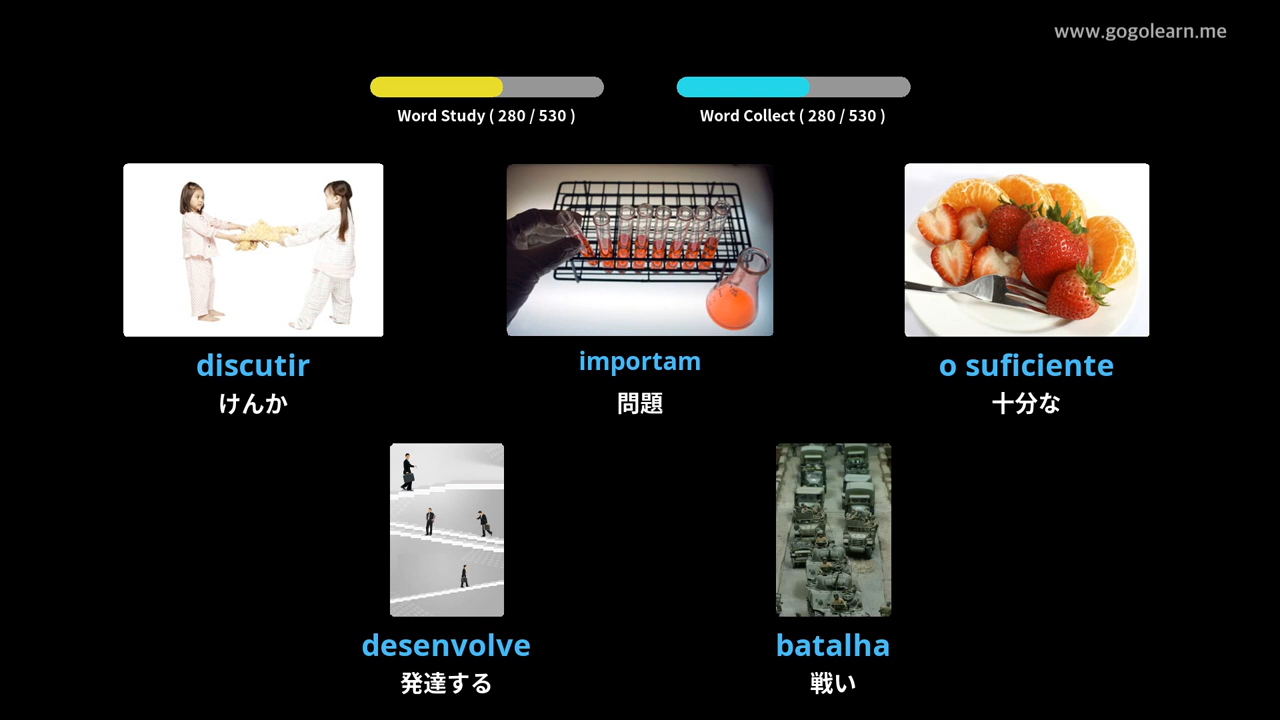 www.gogolearn.me
Word Study ( 280 / 530 )
Word Collect ( 280 / 530 )
discutir
けんか
importam
問題
o suficiente
十分な
desenvolve
発達する
batalha
戦い